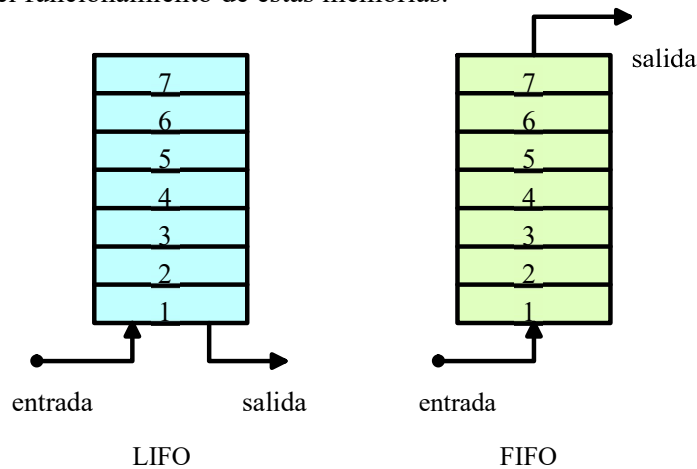 el funcionamiento de estas memorias.
salida
7 7
6 6
5 5
4 4
3 3
2 2
1 1
entrada salida entrada
LIFO FIFO